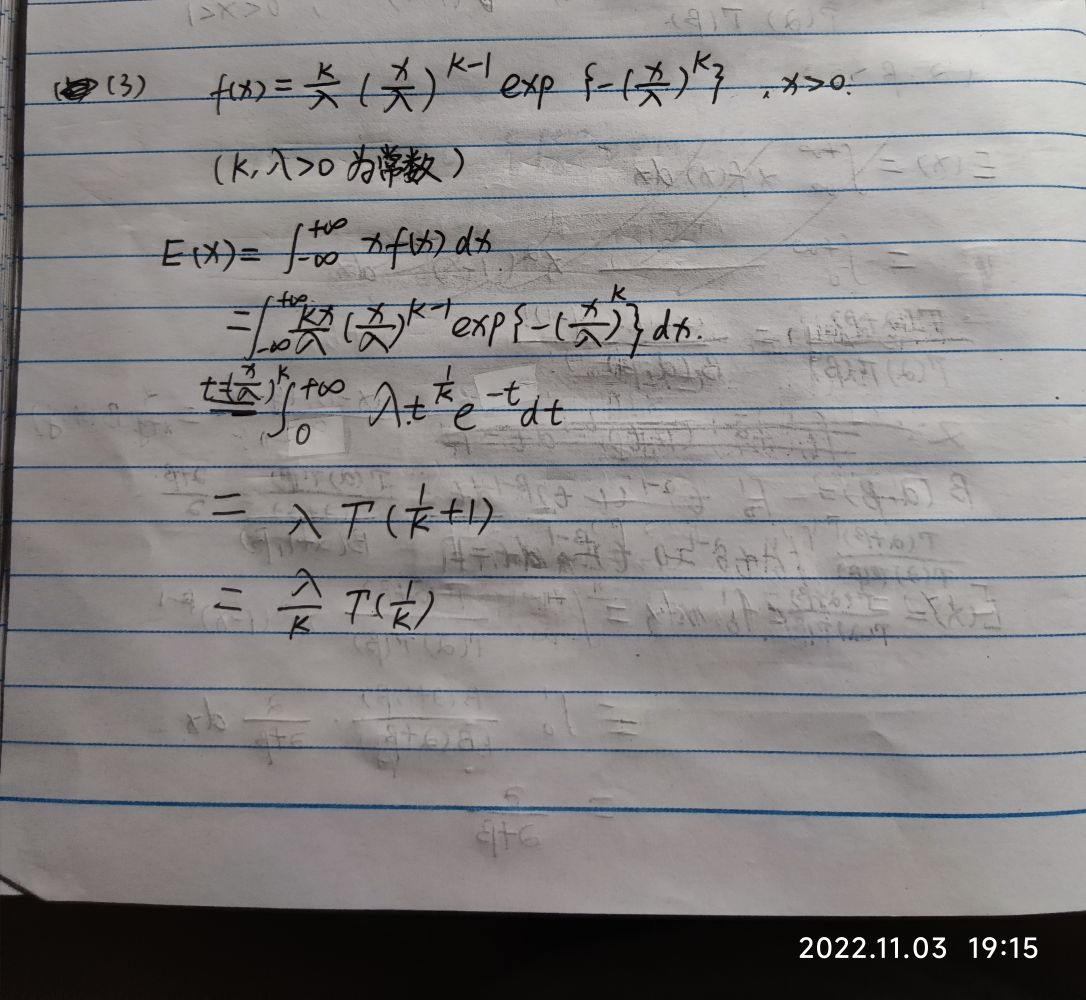 (3) f(x) = k/λ (x/λ)^{k-1} exp {-(x/λ)^k} , x>0.
(k, λ>0 为常数)
E(X) = ∫_{-∞}^{+∞} x f(x) dx
= ∫_{-∞}^{+∞} kx/λ (x/λ)^{k-1} exp{-(x/λ)^k} dx.
t=(x/λ)^k ∫_0^{+∞} λ.t^{1/k} e^{-t} dt
= λ Γ(1/k+1)
= λ/k Γ(1/k)
2022.11.03 19:15